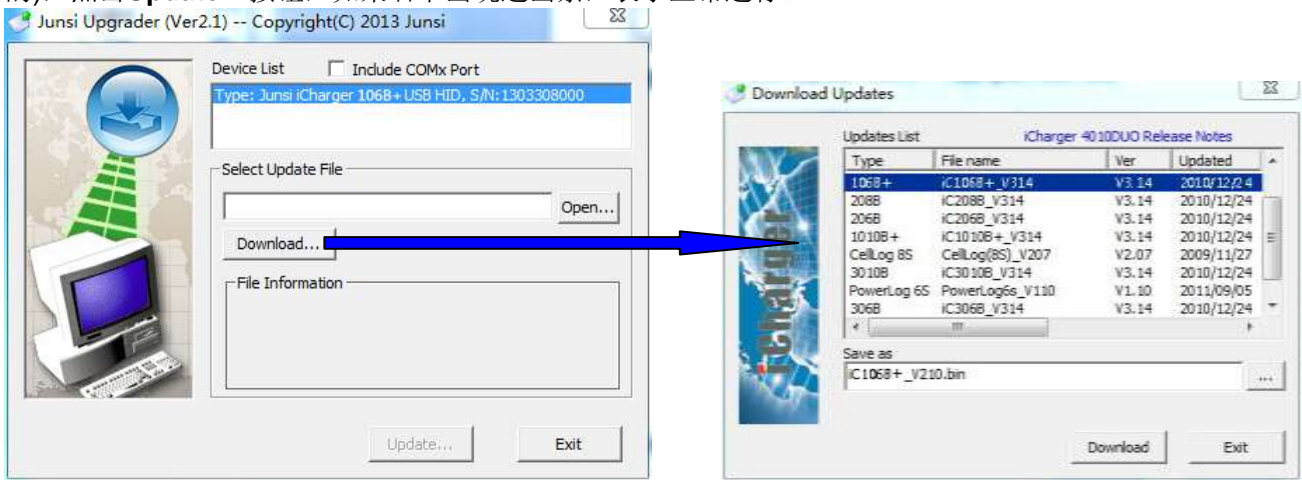 Junsi Upgrader (Ver2.1) -- Copyright(C) 2013 Junsi
Device List
Include COMx Port
Type: Junsi iCharger 106B+ USB HID, S/N:1303308000
Select Update File
Open...
Download...
File Information
Update...
Exit
Download Updates
Updates List iCharger 4010DUO Release Notes
Type File name Ver Updated
106B+ iC106B+_V314 V3.14 2010/12/24
208B iC208B_V314 V3.14 2010/12/24
206B iC206B_V314 V3.14 2010/12/24
1010B+ iC1010B+_V314 V3.14 2010/12/24
CellLog 8S CellLog(8S)_V207 V2.07 2009/11/27
3010B iC3010B_V314 V3.14 2010/12/24
PowerLog 6S PowerLog6s_V110 V1.10 2011/09/05
306B iC306B_V314 V3.14 2010/12/24
iCharger
Save as
iC106B+_V210.bin
...
Download
Exit